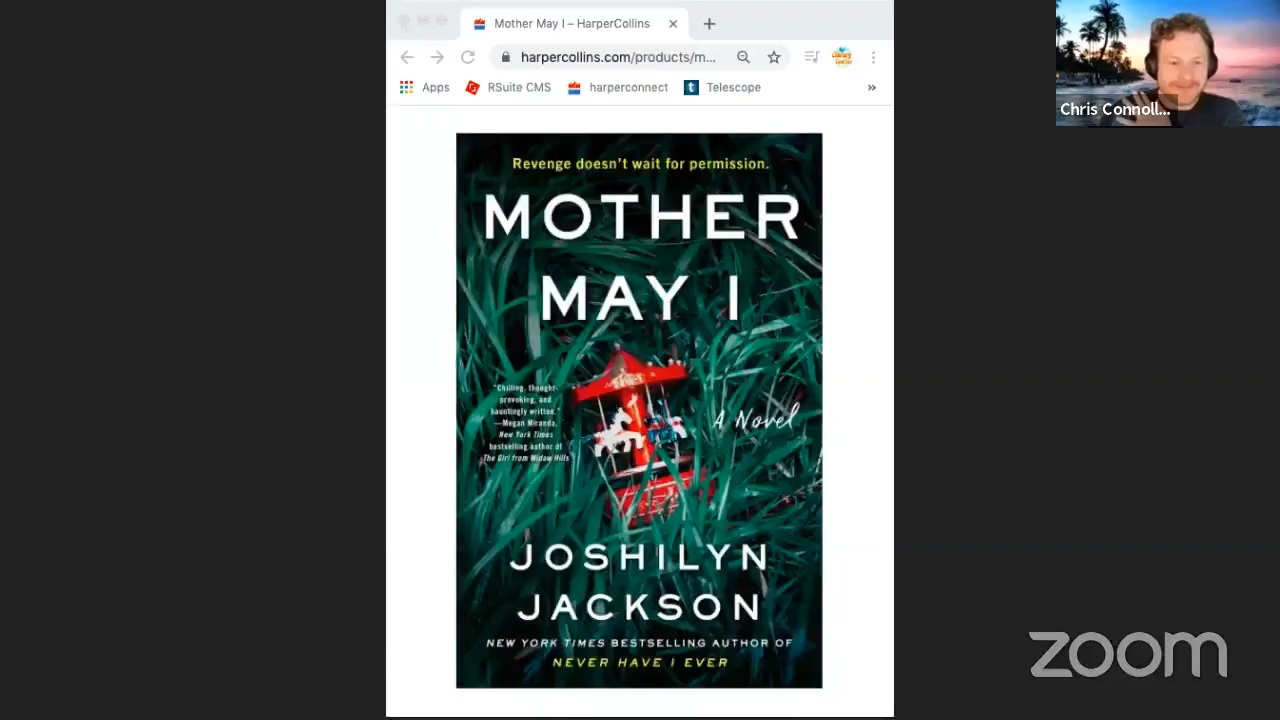 Mother May I – HarperCollins
harpercollins.com/products/m...
Apps
RSuite CMS
harperconnect
t
Telescope
»
Revenge doesn't wait for permission.
MOTHER
MAY I
"Chilling, thought-
provoking, and
hauntingly written."
—Megan Miranda,
New York Times
bestselling author of
The Girl from Widow Hills
A Novel
JOSHILYN
JACKSON
NEW YORK TIMES BESTSELLING AUTHOR OF
NEVER HAVE I EVER
Chris Connoll...
zoom